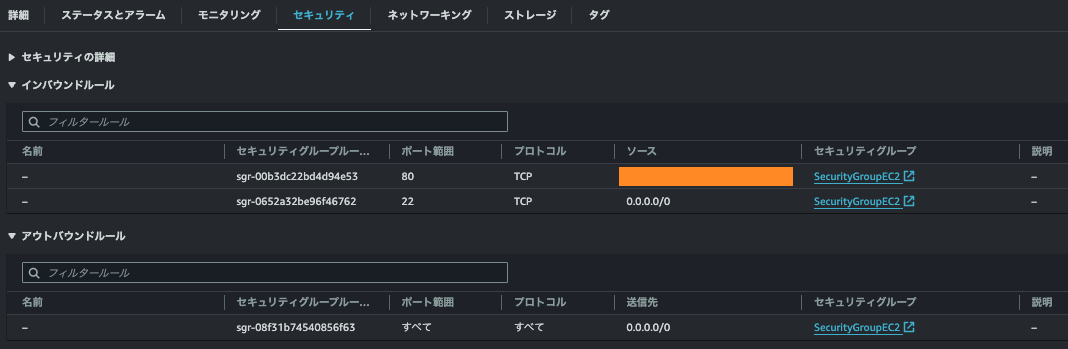 詳細 ステータスとアラーム モニタリング セキュリティ ネットワーキング ストレージ タグ
▶ セキュリティの詳細
▼ インバウンドルール
フィルタールール
名前 セキュリティグループルー... ポート範囲 プロトコル ソース セキュリティグループ 説明
– sgr-00b3dc22bd4d94e53 80 TCP SecurityGroupEC2 –
– sgr-0652a32be96f46762 22 TCP 0.0.0.0/0 SecurityGroupEC2 –
▼ アウトバウンドルール
フィルタールール
名前 セキュリティグループルー... ポート範囲 プロトコル 送信先 セキュリティグループ 説明
– sgr-08f31b74540856f63 すべて すべて 0.0.0.0/0 SecurityGroupEC2 –